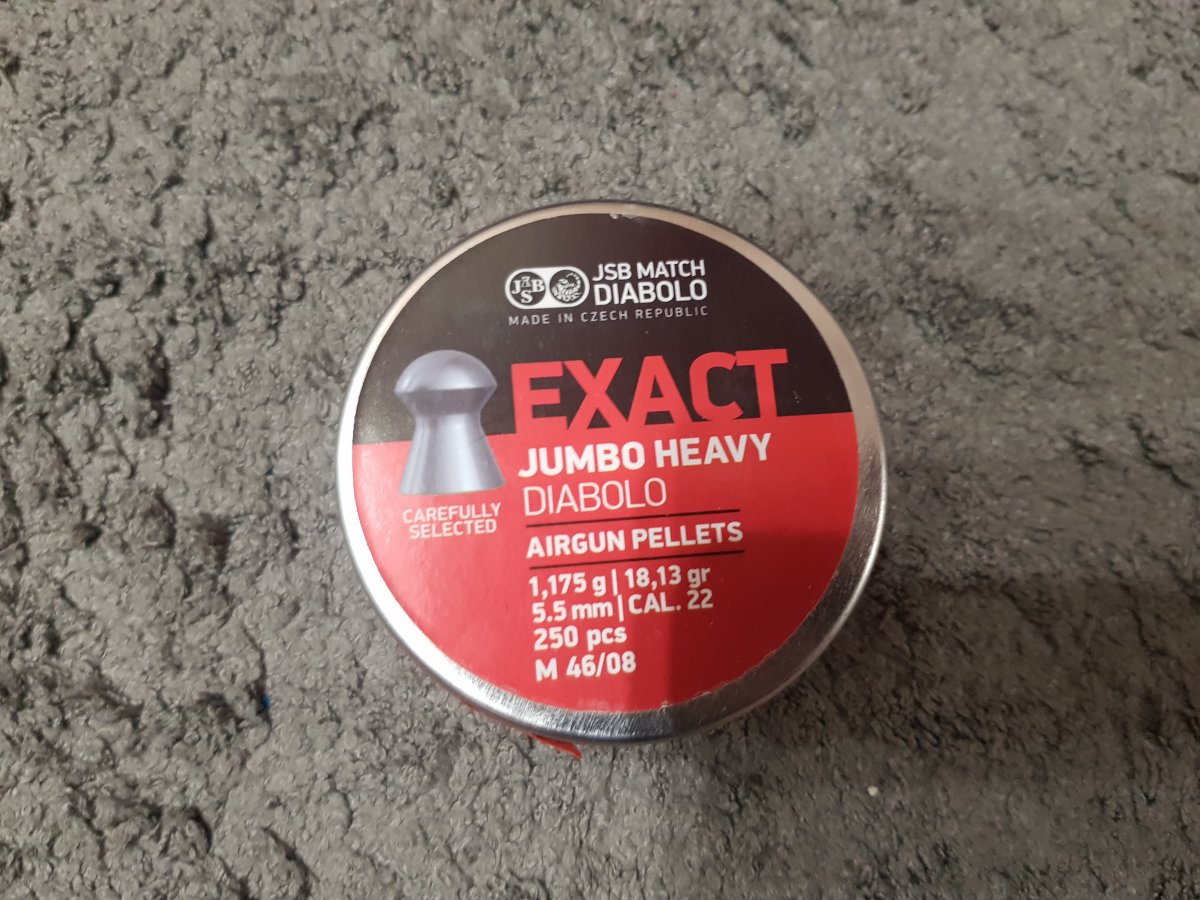 JSB
JSB MATCH
DIABOLO
MADE IN CZECH REPUBLIC
EXACT
JUMBO HEAVY
DIABOLO
CAREFULLY
SELECTED
AIRGUN PELLETS
1,175 g | 18,13 gr
5.5 mm | CAL. 22
250 pcs
M 46/08